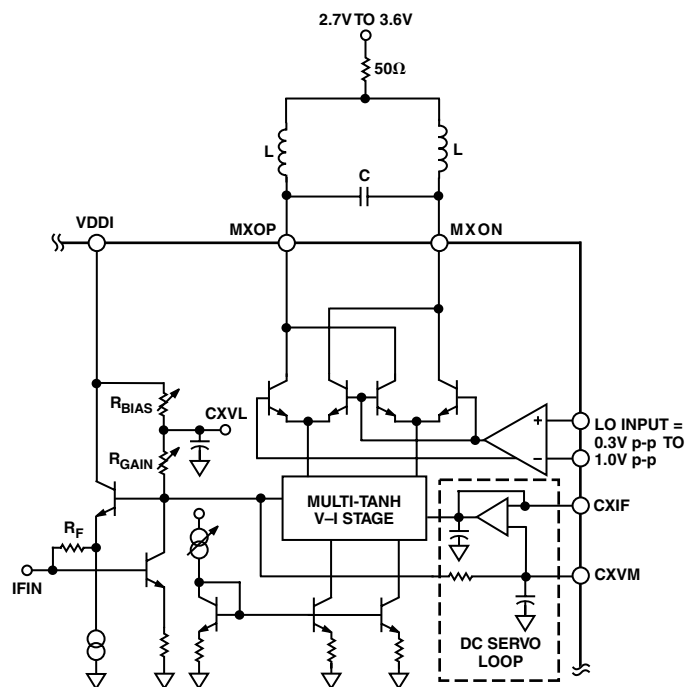 2.7V TO 3.6V
50Ω
L
L
C
VDDI
MXOP
MXON
RBIAS
CXVL
RGAIN
LO INPUT =
0.3V p-p TO
1.0V p-p
+
−
MULTI-TANH
V–I STAGE
CXIF
RF
IFIN
CXVM
DC SERVO
LOOP